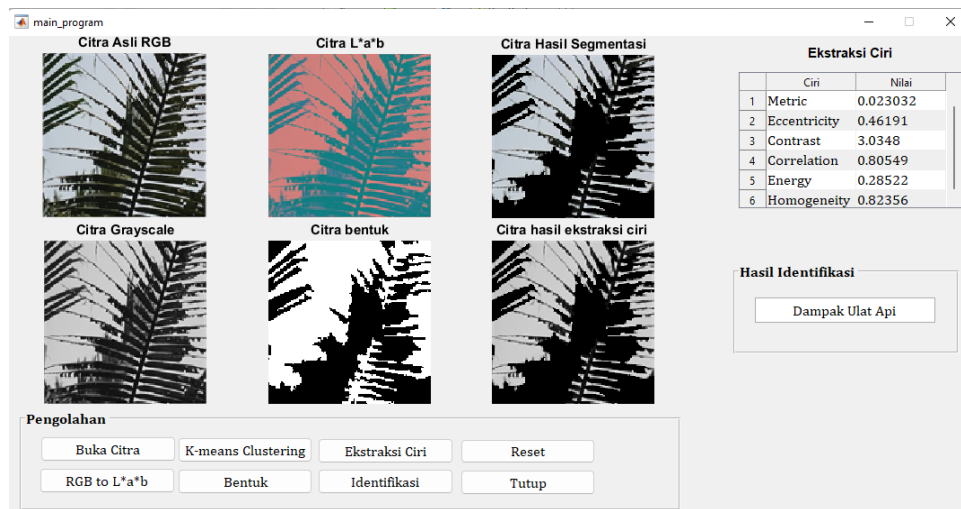 main_program
Citra Asli RGB
Citra L*a*b
Citra Hasil Segmentasi
Ekstraksi Ciri
Ciri Nilai
1 Metric 0.023032
2 Eccentricity 0.46191
3 Contrast 3.0348
4 Correlation 0.80549
5 Energy 0.28522
6 Homogeneity 0.82356
Citra Grayscale
Citra bentuk
Citra hasil ekstraksi ciri
Hasil Identifikasi
Dampak Ulat Api
Pengolahan
Buka Citra
K-means Clustering
Ekstraksi Ciri
Reset
RGB to L*a*b
Bentuk
Identifikasi
Tutup